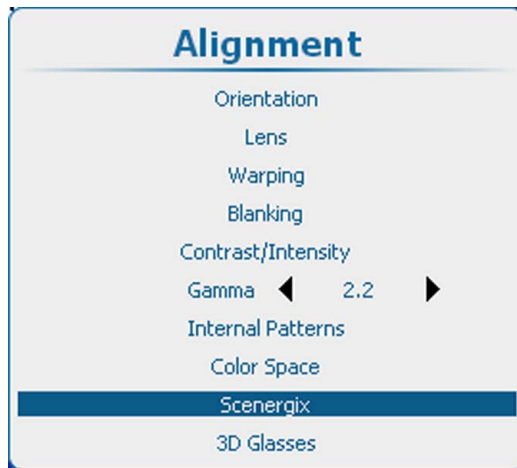 Alignment
Orientation
Lens
Warping
Blanking
Contrast/Intensity
Gamma 2.2
Internal Patterns
Color Space
Scenergix
3D Glasses